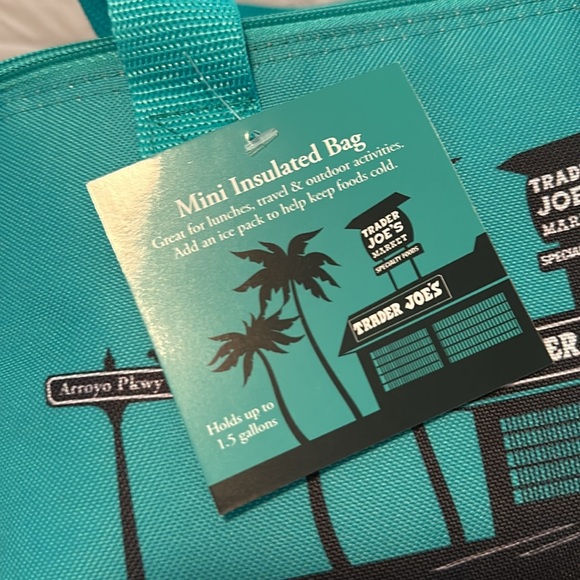 Mini Insulated Bag
Great for lunches, travel & outdoor activities.
Add an ice pack to help keep foods cold.
TRADER
JOE'S
MARKET
SPECIALTY FOODS
TRADER JOE'S
Holds up to
1.5 gallons
Arroyo Pkwy
TRADER
JOE
MARK
SPECIAL
ER